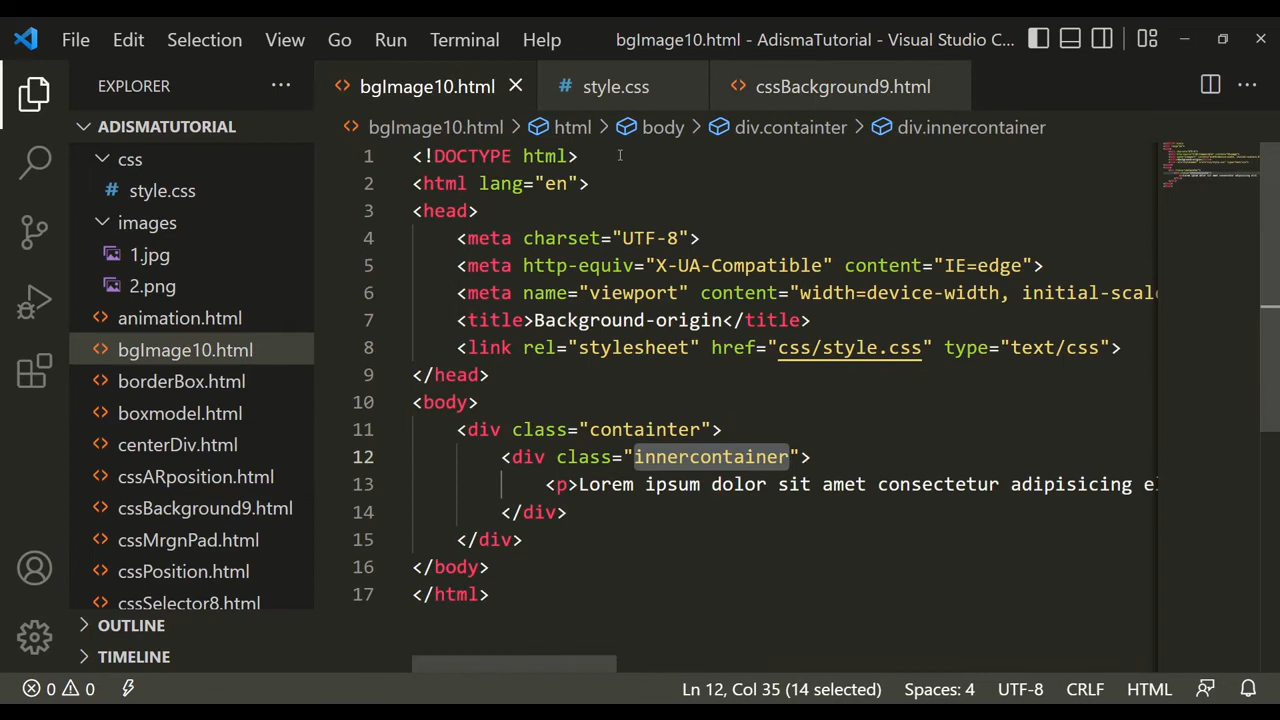 File Edit Selection View Go Run Terminal Help bgImage10.html - AdismaTutorial - Visual Studio C...
EXPLORER
ADISMATUTORIAL
css
style.css
images
1.jpg
2.png
animation.html
bgImage10.html
borderBox.html
boxmodel.html
centerDiv.html
cssARposition.html
cssBackground9.html
cssMrgnPad.html
cssPosition.html
cssSelector8.html
OUTLINE
TIMELINE
bgImage10.html style.css cssBackground9.html
bgImage10.html > html > body > div.containter > div.innercontainer
1 <!DOCTYPE html>
2 <html lang="en">
3 <head>
4 <meta charset="UTF-8">
5 <meta http-equiv="X-UA-Compatible" content="IE=edge">
6 <meta name="viewport" content="width=device-width, initial-scale
7 <title>Background-origin</title>
8 <link rel="stylesheet" href="css/style.css" type="text/css">
9 </head>
10 <body>
11 <div class="containter">
12 <div class="innercontainer">
13 <p>Lorem ipsum dolor sit amet consectetur adipisicing el
14 </div>
15 </div>
16 </body>
17 </html>
0 0 Ln 12, Col 35 (14 selected) Spaces: 4 UTF-8 CRLF HTML